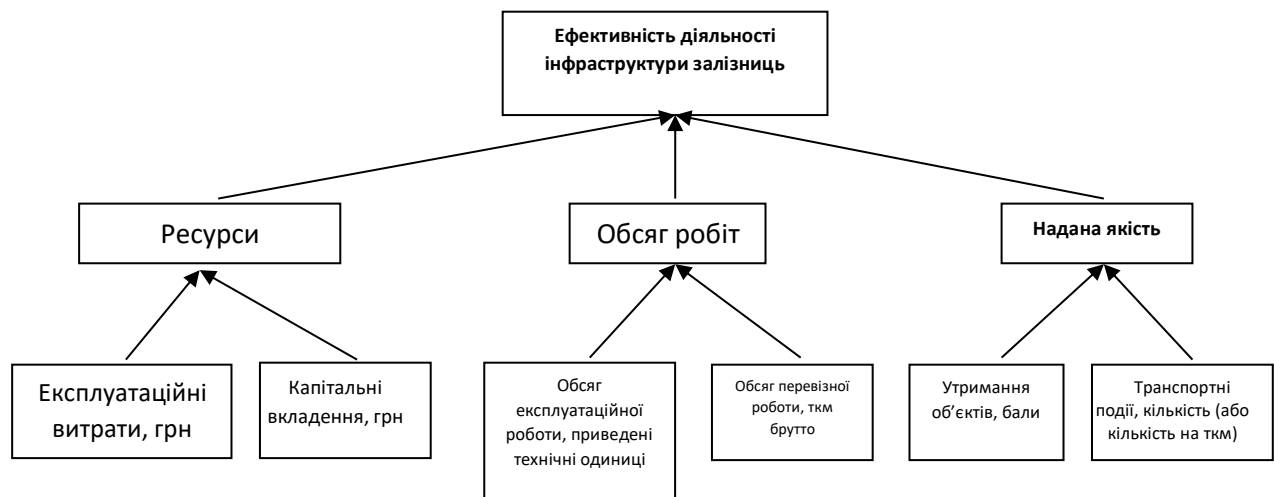 Ефективність діяльності
інфраструктури залізниць
Ресурси
Обсяг робіт
Надана якість
Експлуатаційні
витрати, грн
Капітальні
вкладення, грн
Обсяг
експлуатаційної
роботи, приведені
технічні одиниці
Обсяг перевізної
роботи, ткм
брутто
Утримання
об’єктів, бали
Транспортні
події, кількість (або
кількість на ткм)